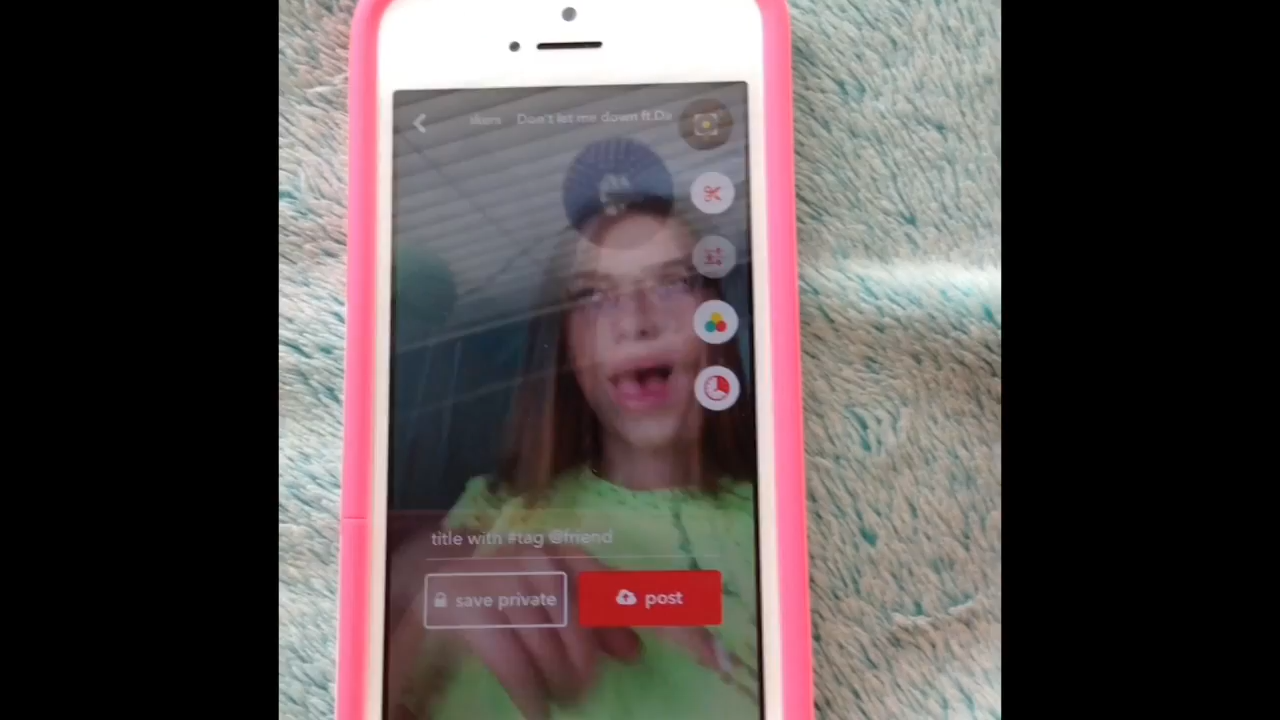 Don't let me down ft.Da
title with #tag @friend
save private
post